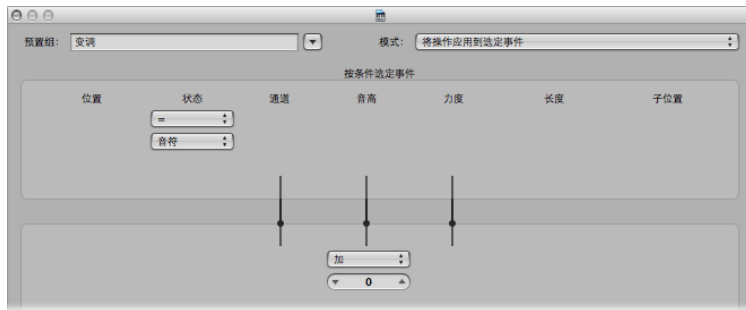 预置组: 变调 模式: 将操作应用到选定事件
按条件选定事件
位置 状态 通道 音高 力度 长度 子位置
=
音符
加
0